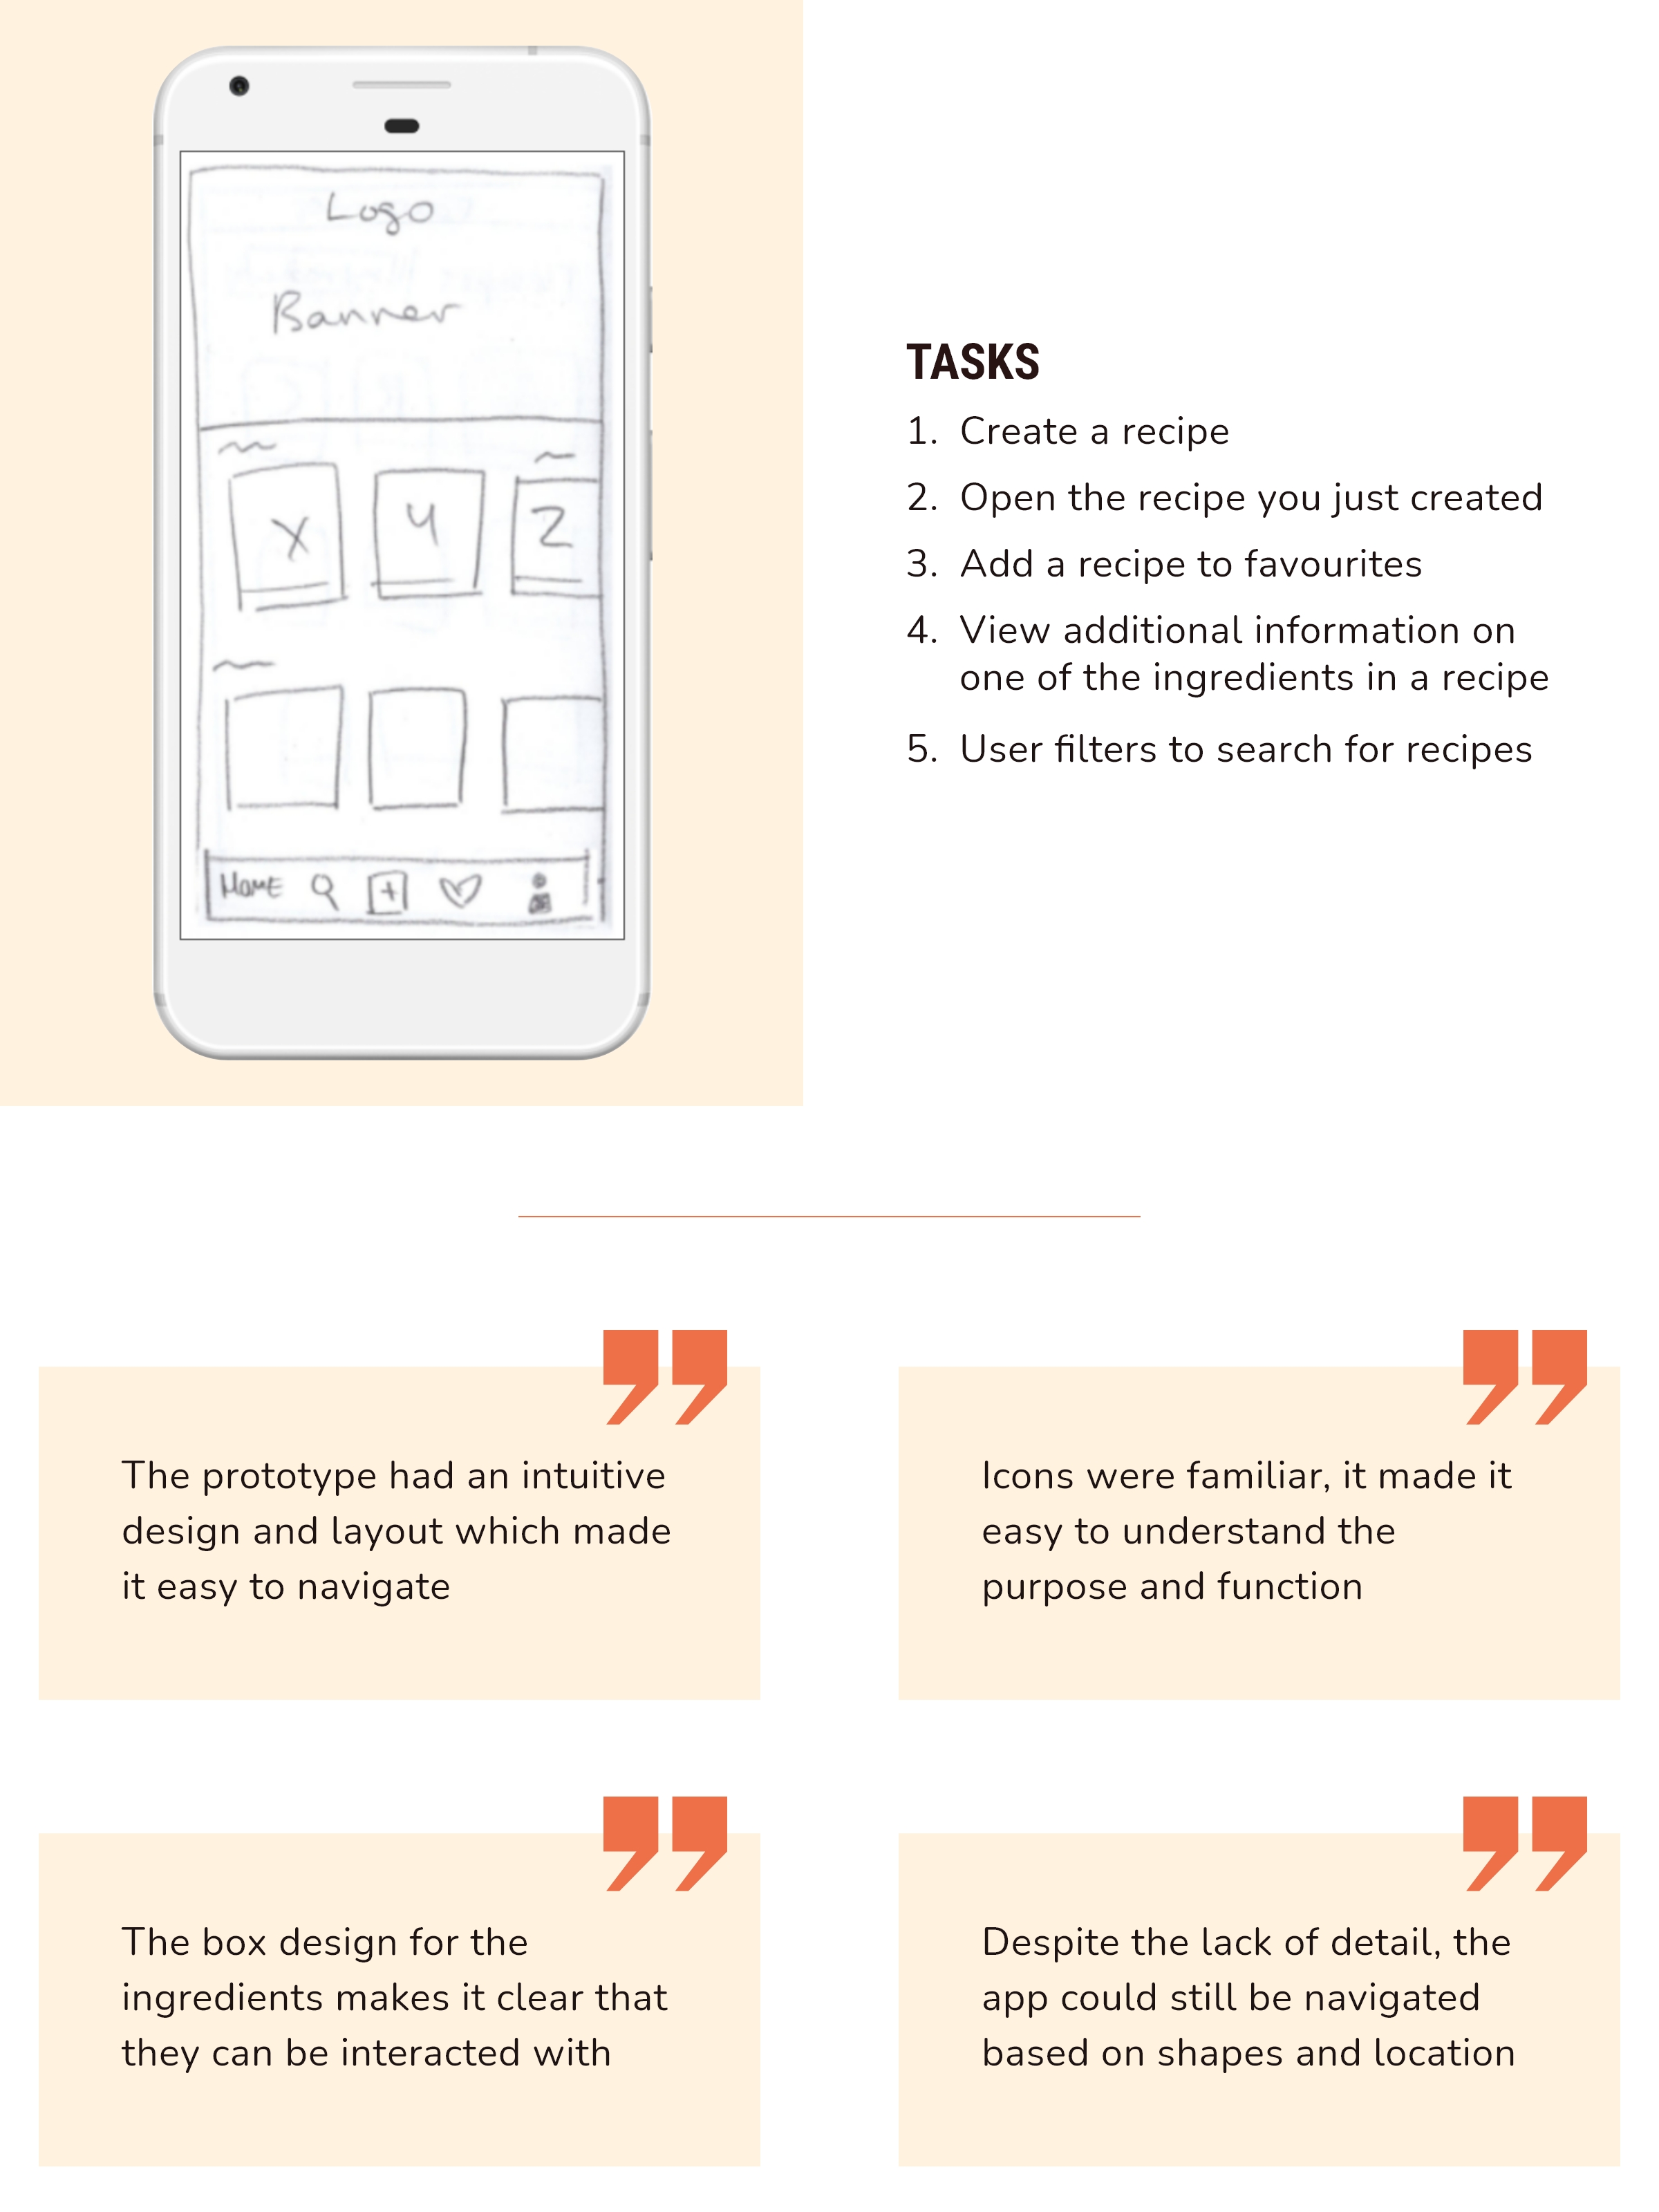 Logo
Banner
X
Y
Z
Home
TASKS
1. Create a recipe
2. Open the recipe you just created
3. Add a recipe to favourites
4. View additional information on
one of the ingredients in a recipe
5. User filters to search for recipes
The prototype had an intuitive
design and layout which made
it easy to navigate
Icons were familiar, it made it
easy to understand the
purpose and function
The box design for the
ingredients makes it clear that
they can be interacted with
Despite the lack of detail, the
app could still be navigated
based on shapes and location